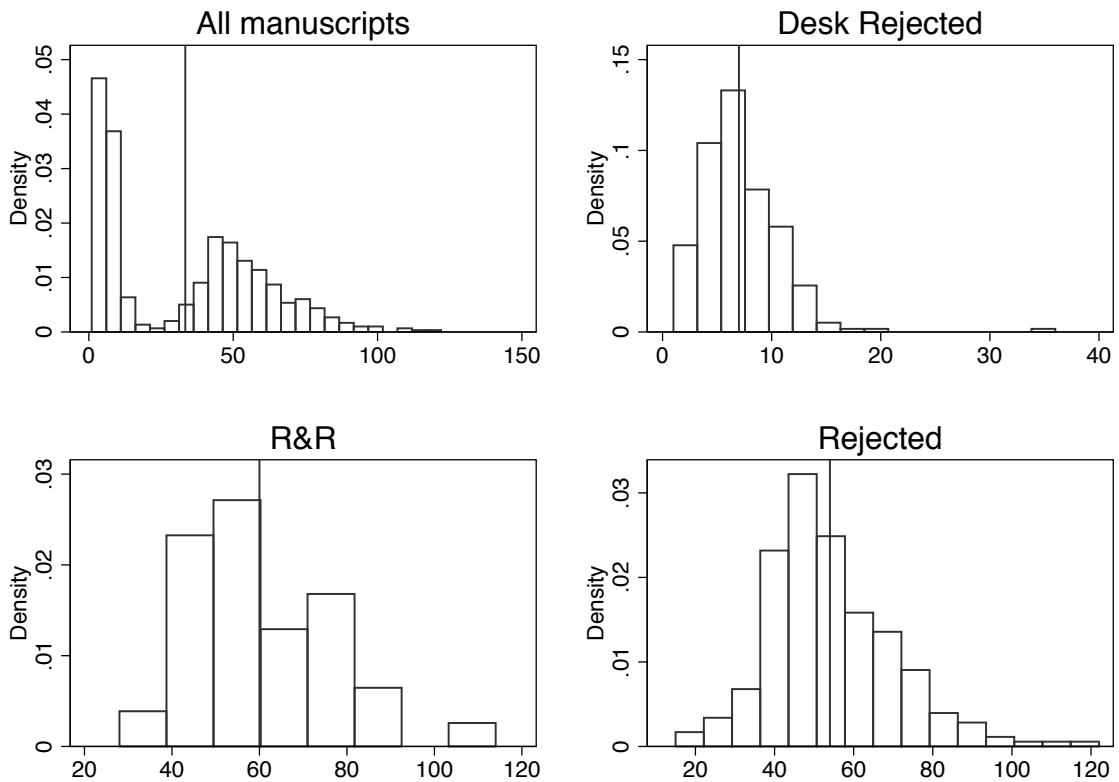 All manuscripts
Density
0 .01 .02 .03 .04 .05
0 50 100 150
Desk Rejected
Density
0 .05 .1 .15
0 10 20 30 40
R&R
Density
0 .01 .02 .03
20 40 60 80 100 120
Rejected
Density
0 .01 .02 .03
20 40 60 80 100 120